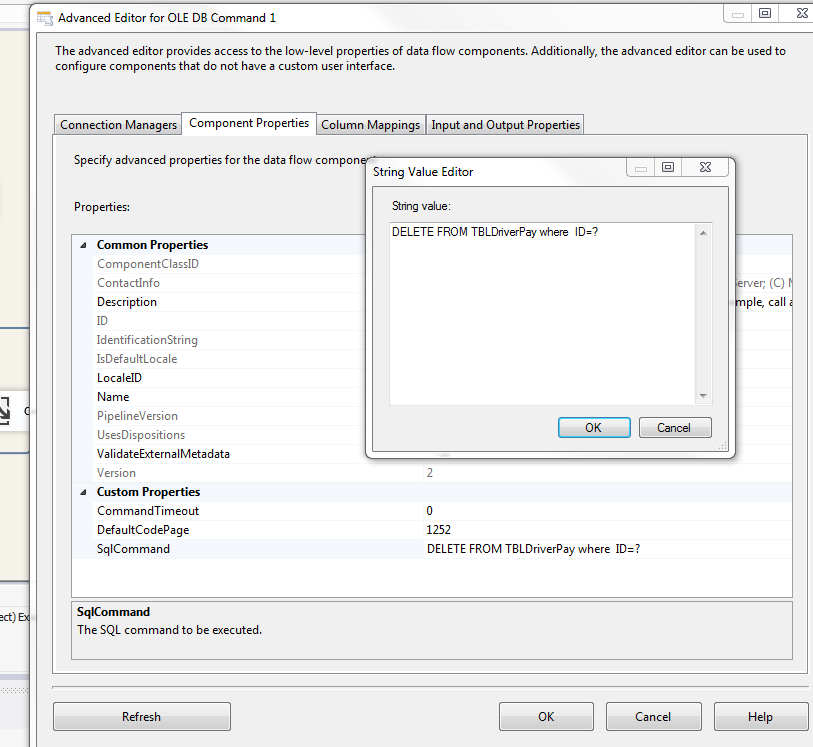 Advanced Editor for OLE DB Command 1
The advanced editor provides access to the low-level properties of data flow components. Additionally, the advanced editor can be used to
configure components that do not have a custom user interface.
Connection Managers
Component Properties
Column Mappings
Input and Output Properties
Specify advanced properties for the data flow component
String Value Editor
String value:
DELETE FROM TBLDriverPay where  ID=?
OK
Cancel
Properties:
Common Properties
ComponentClassID
ContactInfo
erver; (C) M
Description
mple, call a
ID
IdentificationString
IsDefaultLocale
LocaleID
Name
PipelineVersion
UsesDispositions
ValidateExternalMetadata
Version 2
Custom Properties
CommandTimeout 0
DefaultCodePage 1252
SqlCommand DELETE FROM TBLDriverPay where  ID=?
SqlCommand
The SQL command to be executed.
ect) Ex
Refresh
OK
Cancel
Help